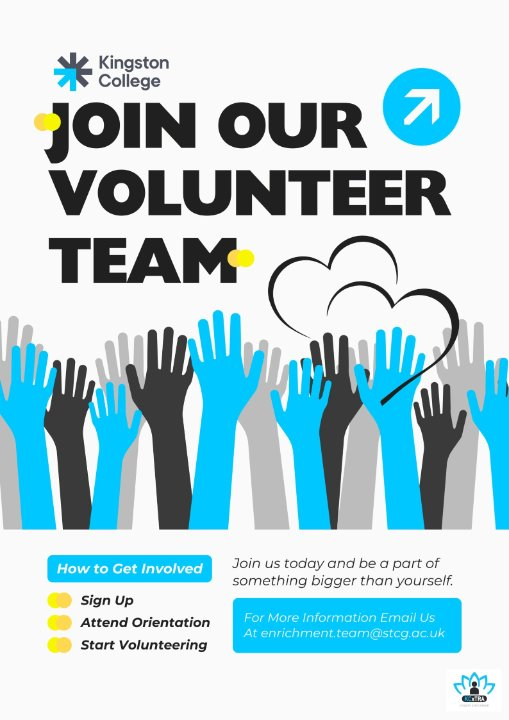 Kingston
College
JOIN OUR
VOLUNTEER
TEAM
How to Get Involved
Sign Up
Attend Orientation
Start Volunteering
Join us today and be a part of
something bigger than yourself.
For More Information Email Us
At enrichment.team@stcg.ac.uk